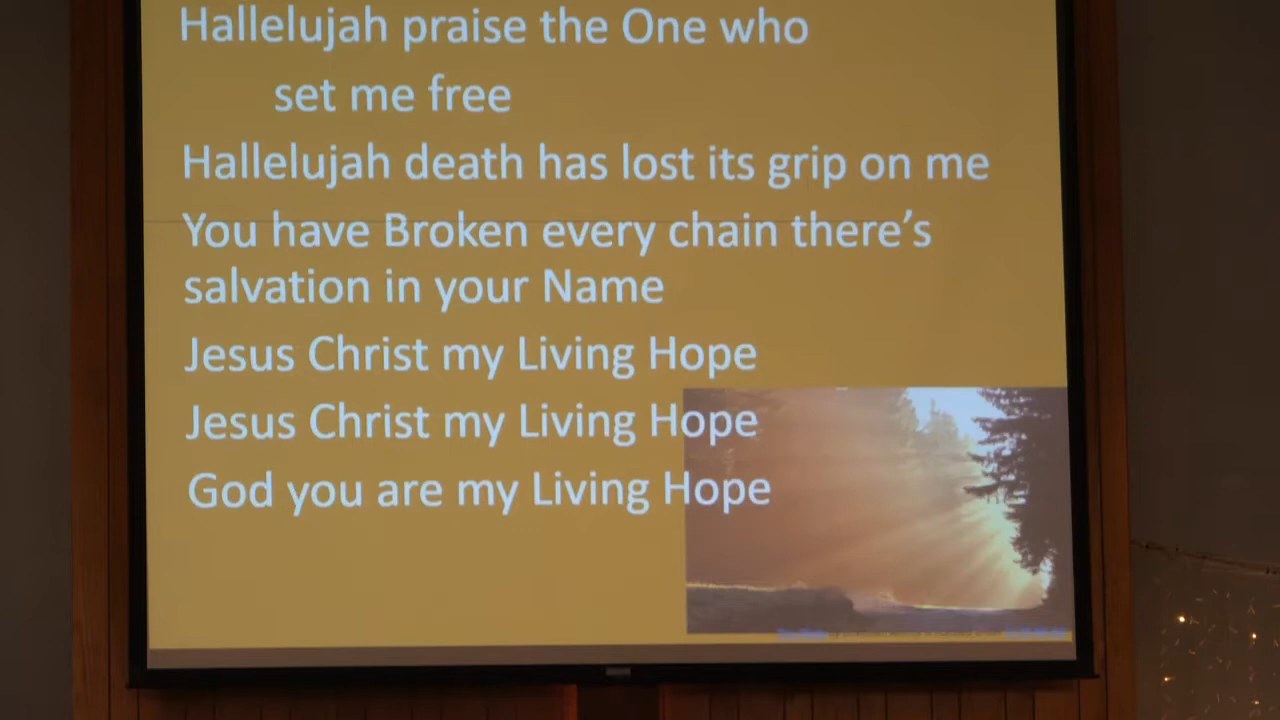 Hallelujah praise the One who
set me free
Hallelujah death has lost its grip on me
You have Broken every chain there's
salvation in your Name
Jesus Christ my Living Hope
Jesus Christ my Living Hope
God you are my Living Hope